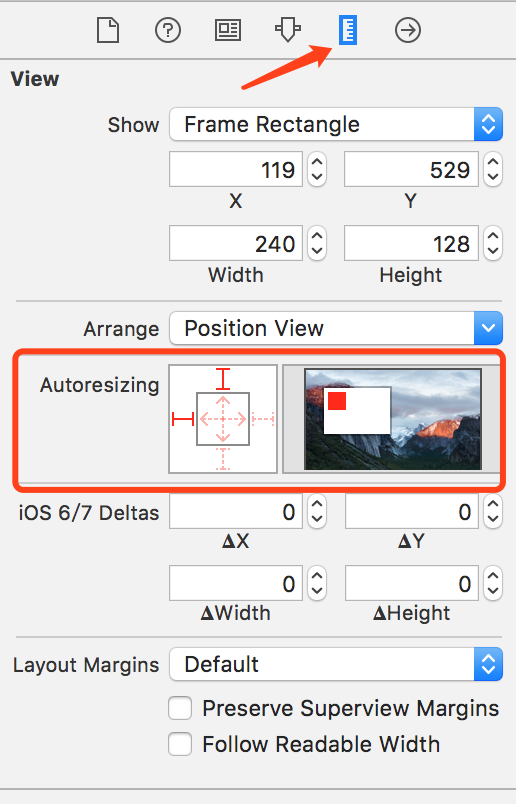 View
Show Frame Rectangle
119 529
X Y
240 128
Width Height
Arrange Position View
Autoresizing
iOS 6/7 Deltas 0 0
ΔX ΔY
0 0
ΔWidth ΔHeight
Layout Margins Default
Preserve Superview Margins
Follow Readable Width